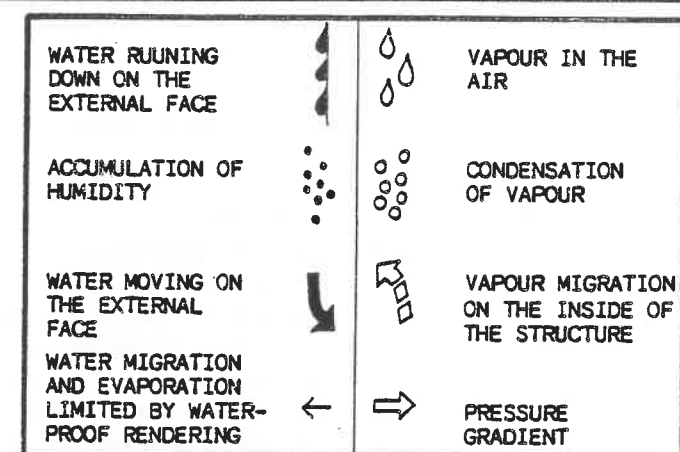 WATER RUUNING
DOWN ON THE
EXTERNAL FACE
VAPOUR IN THE
AIR
ACCUMULATION OF
HUMIDITY
CONDENSATION
OF VAPOUR
WATER MOVING ON
THE EXTERNAL
FACE
VAPOUR MIGRATION
ON THE INSIDE OF
THE STRUCTURE
WATER MIGRATION
AND EVAPORATION
LIMITED BY WATER-
PROOF RENDERING
PRESSURE
GRADIENT